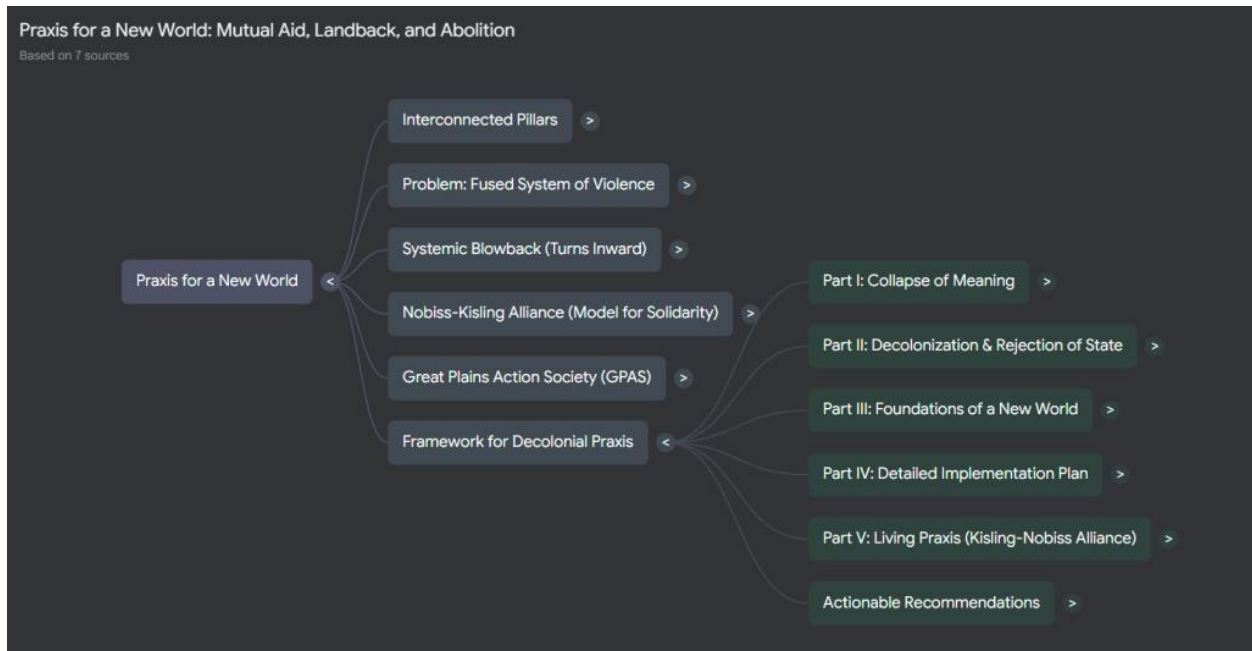 Praxis for a New World: Mutual Aid, Landback, and Abolition
Based on 7 sources
Praxis for a New World <
Interconnected Pillars >
Problem: Fused System of Violence >
Systemic Blowback (Turns Inward) >
Nobiss-Kisling Alliance (Model for Solidarity) >
Great Plains Action Society (GPAS) >
Framework for Decolonial Praxis <
Part I: Collapse of Meaning >
Part II: Decolonization & Rejection of State >
Part III: Foundations of a New World >
Part IV: Detailed Implementation Plan >
Part V: Living Praxis (Kisling-Nobiss Alliance) >
Actionable Recommendations >